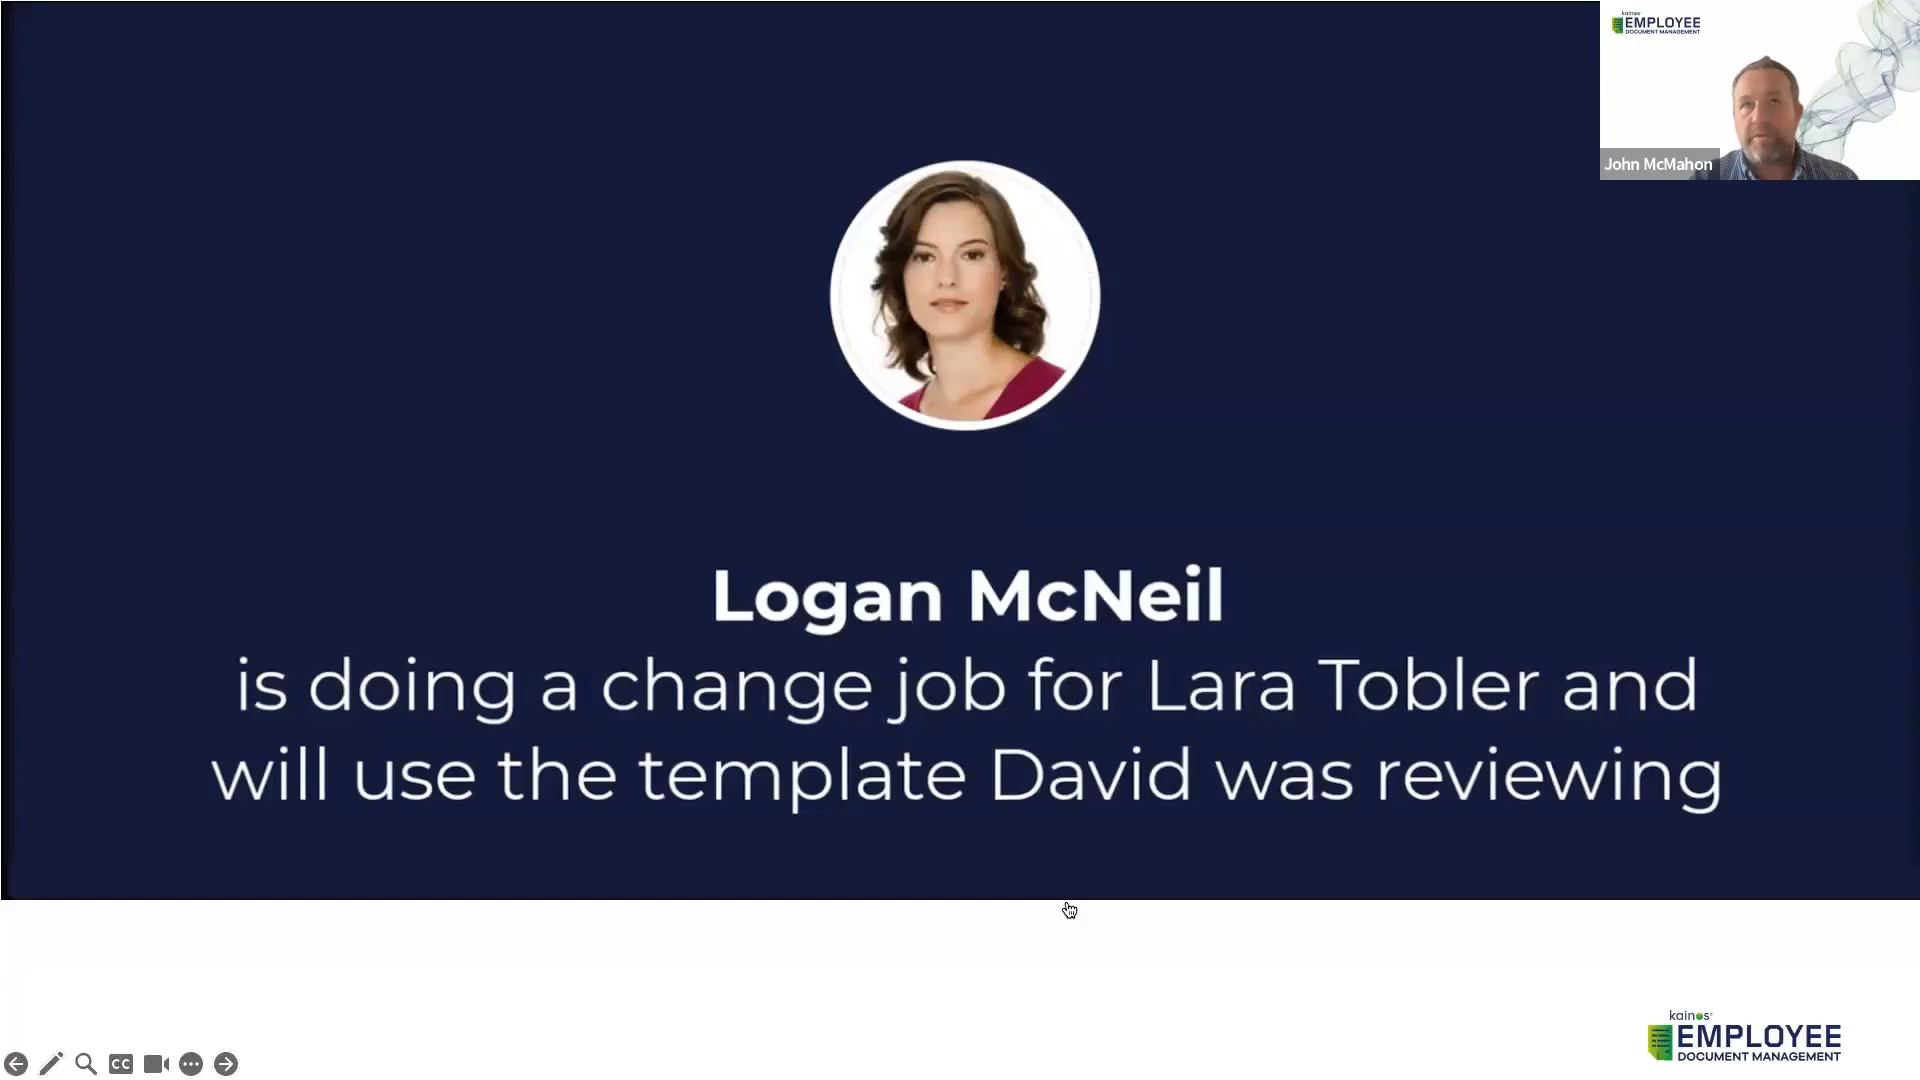 kainos
EMPLOYEE
DOCUMENT MANAGEMENT
John McMahon
Logan McNeil
is doing a change job for Lara Tobler and
will use the template David was reviewing
kainos
EMPLOYEE
DOCUMENT MANAGEMENT
CC